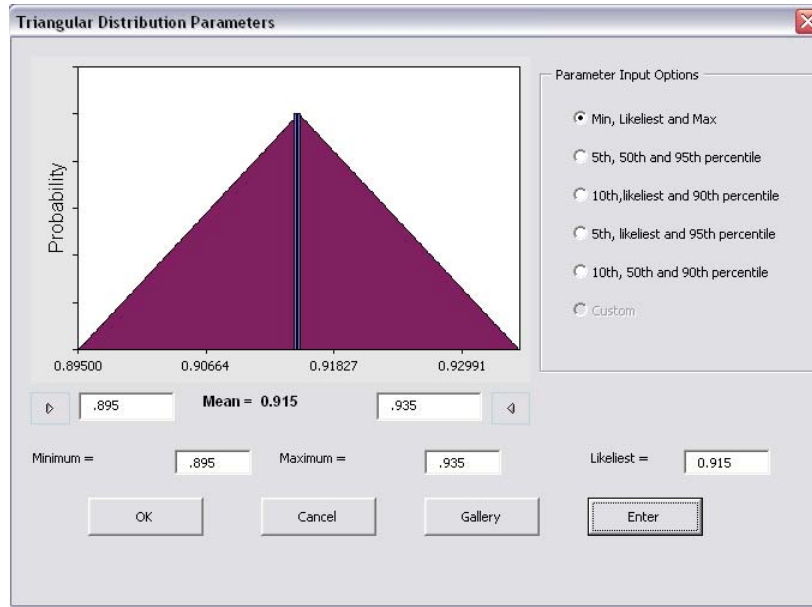 Triangular Distribution Parameters
Probability
0.89500 0.90664 0.91827 0.92991
.895 Mean = 0.915 .935
Parameter Input Options
Min, Likeliest and Max
5th, 50th and 95th percentile
10th,likeliest and 90th percentile
5th, likeliest and 95th percentile
10th, 50th and 90th percentile
Custom
Minimum = .895 Maximum = .935 Likeliest = 0.915
OK Cancel Gallery Enter